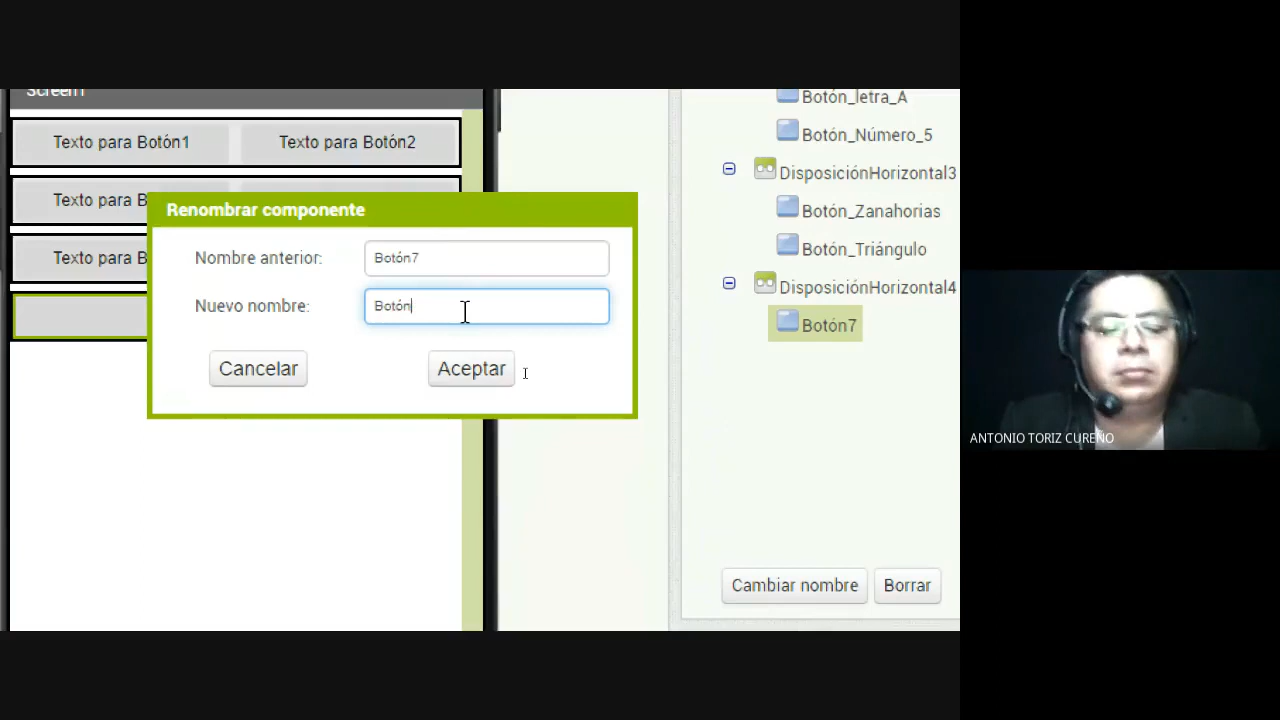 Screen1
Texto para Botón1
Texto para Botón2
Texto para B
Texto para B
Renombrar componente
Nombre anterior:
Botón7
Nuevo nombre:
Botón
Cancelar
Aceptar
Botón_letra_A
Botón_Número_5
DisposiciónHorizontal3
Botón_Zanahorias
Botón_Triángulo
DisposiciónHorizontal4
Botón7
Cambiar nombre
Borrar
ANTONIO TORIZ CUREÑO